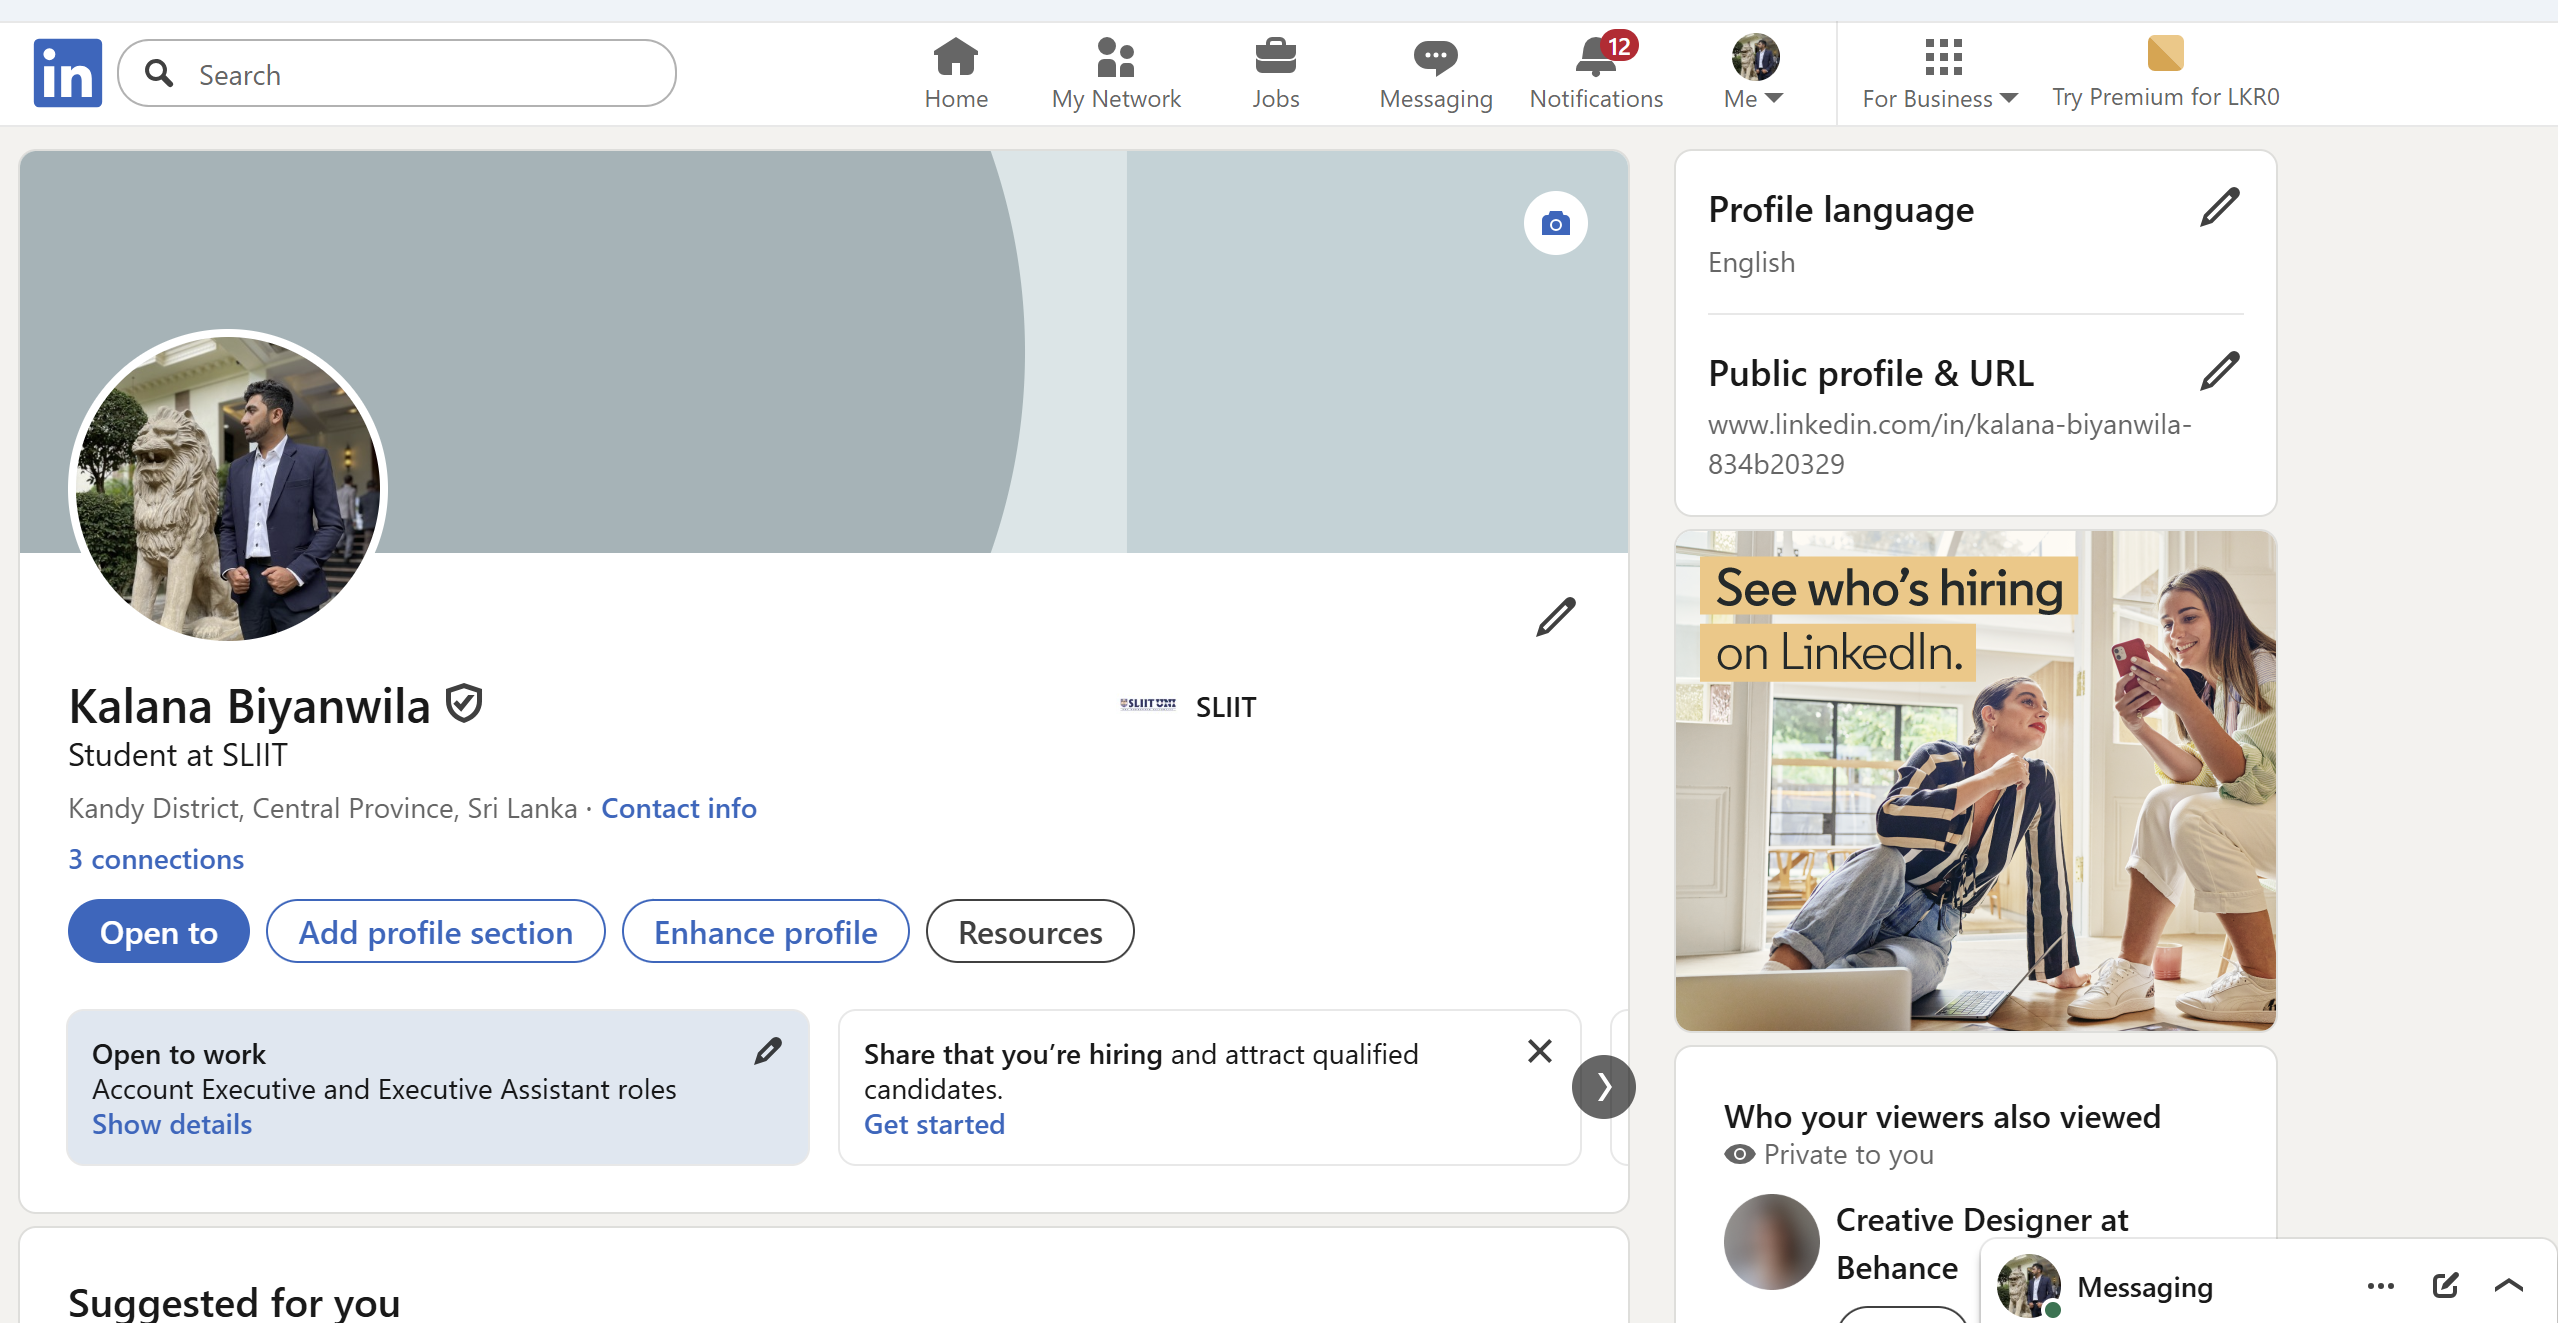 in
Search
Home
My Network
Jobs
Messaging
12
Notifications
Me
For Business
Try Premium for LKR0
Kalana Biyanwila
Student at SLIIT
Kandy District, Central Province, Sri Lanka · Contact info
3 connections
SLIIT UNI
SLIIT
Open to
Add profile section
Enhance profile
Resources
Open to work
Account Executive and Executive Assistant roles
Show details
Share that you’re hiring and attract qualified
candidates.
Get started
Suggested for you
Profile language
English
Public profile & URL
www.linkedin.com/in/kalana-biyanwila-
834b20329
See who’s hiring
on LinkedIn.
Who your viewers also viewed
Private to you
Creative Designer at
Behance
Messaging